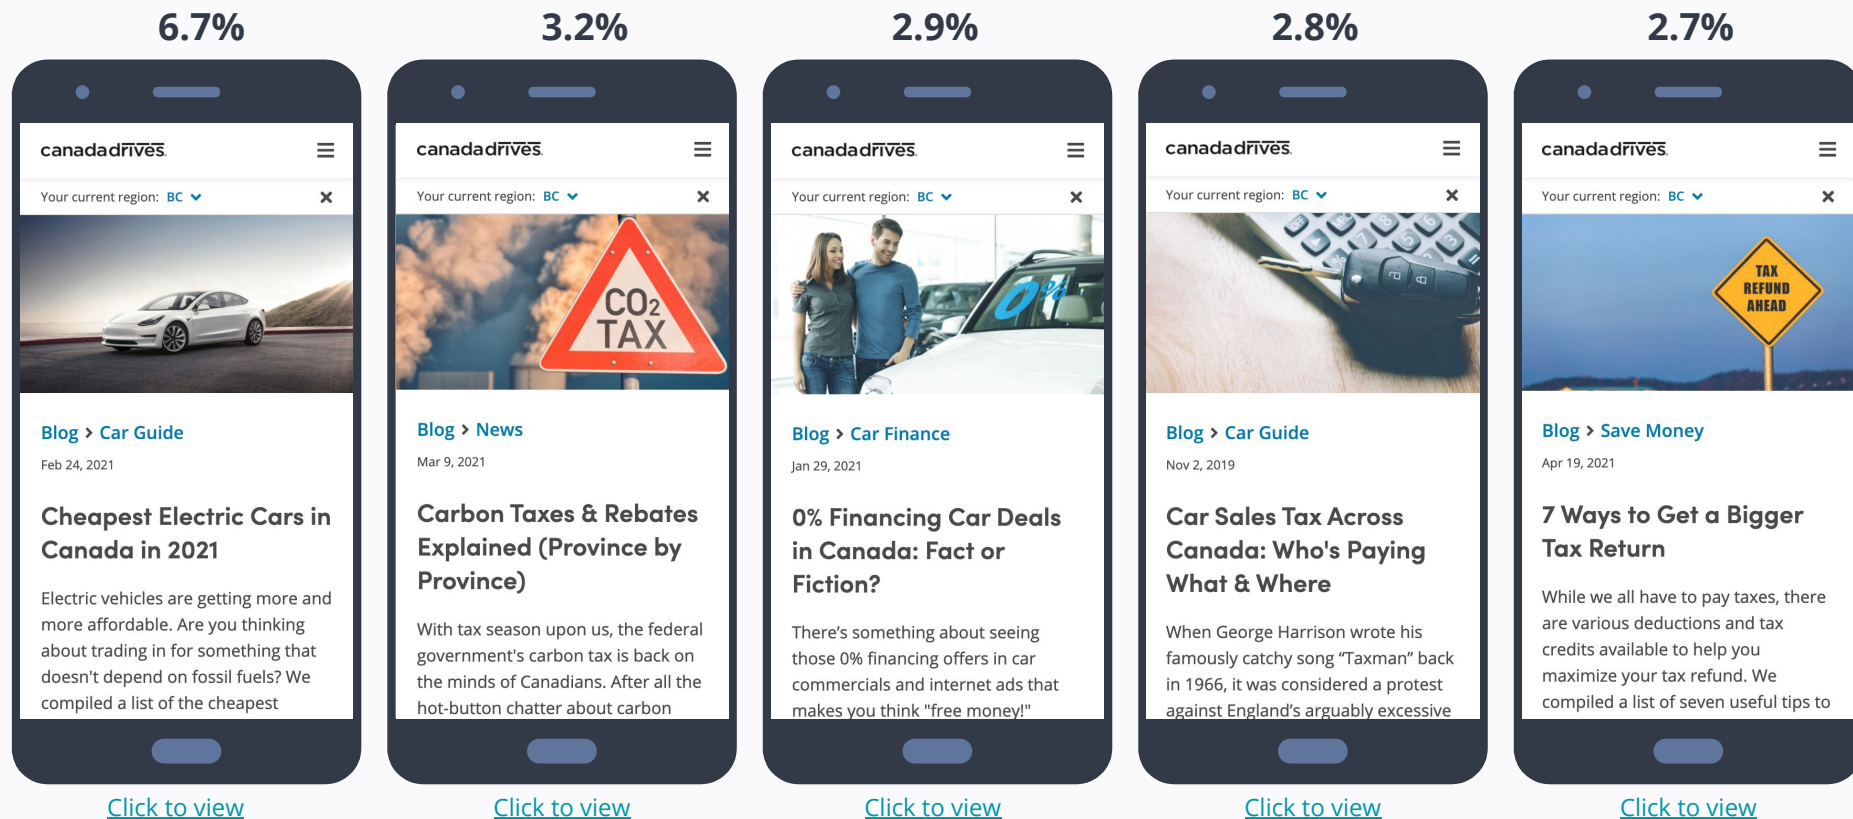 6.7%
canadadrives.
Your current region: BC
Blog > Car Guide
Feb 24, 2021
Cheapest Electric Cars in
Canada in 2021
Electric vehicles are getting more and
more affordable. Are you thinking
about trading in for something that
doesn't depend on fossil fuels? We
compiled a list of the cheapest
Click to view
3.2%
canadadrives.
Your current region: BC
CO2
TAX
Blog > News
Mar 9, 2021
Carbon Taxes & Rebates
Explained (Province by
Province)
With tax season upon us, the federal
government's carbon tax is back on
the minds of Canadians. After all the
hot-button chatter about carbon
Click to view
2.9%
canadadrives.
Your current region: BC
0%
Blog > Car Finance
Jan 29, 2021
0% Financing Car Deals
in Canada: Fact or
Fiction?
There's something about seeing
those 0% financing offers in car
commercials and internet ads that
makes you think "free money!"
Click to view
2.8%
canadadrives.
Your current region: BC
Blog > Car Guide
Nov 2, 2019
Car Sales Tax Across
Canada: Who's Paying
What & Where
When George Harrison wrote his
famously catchy song “Taxman” back
in 1966, it was considered a protest
against England’s arguably excessive
Click to view
2.7%
canadadrives.
Your current region: BC
TAX
REFUND
AHEAD
Blog > Save Money
Apr 19, 2021
7 Ways to Get a Bigger
Tax Return
While we all have to pay taxes, there
are various deductions and tax
credits available to help you
maximize your tax refund. We
compiled a list of seven useful tips to
Click to view